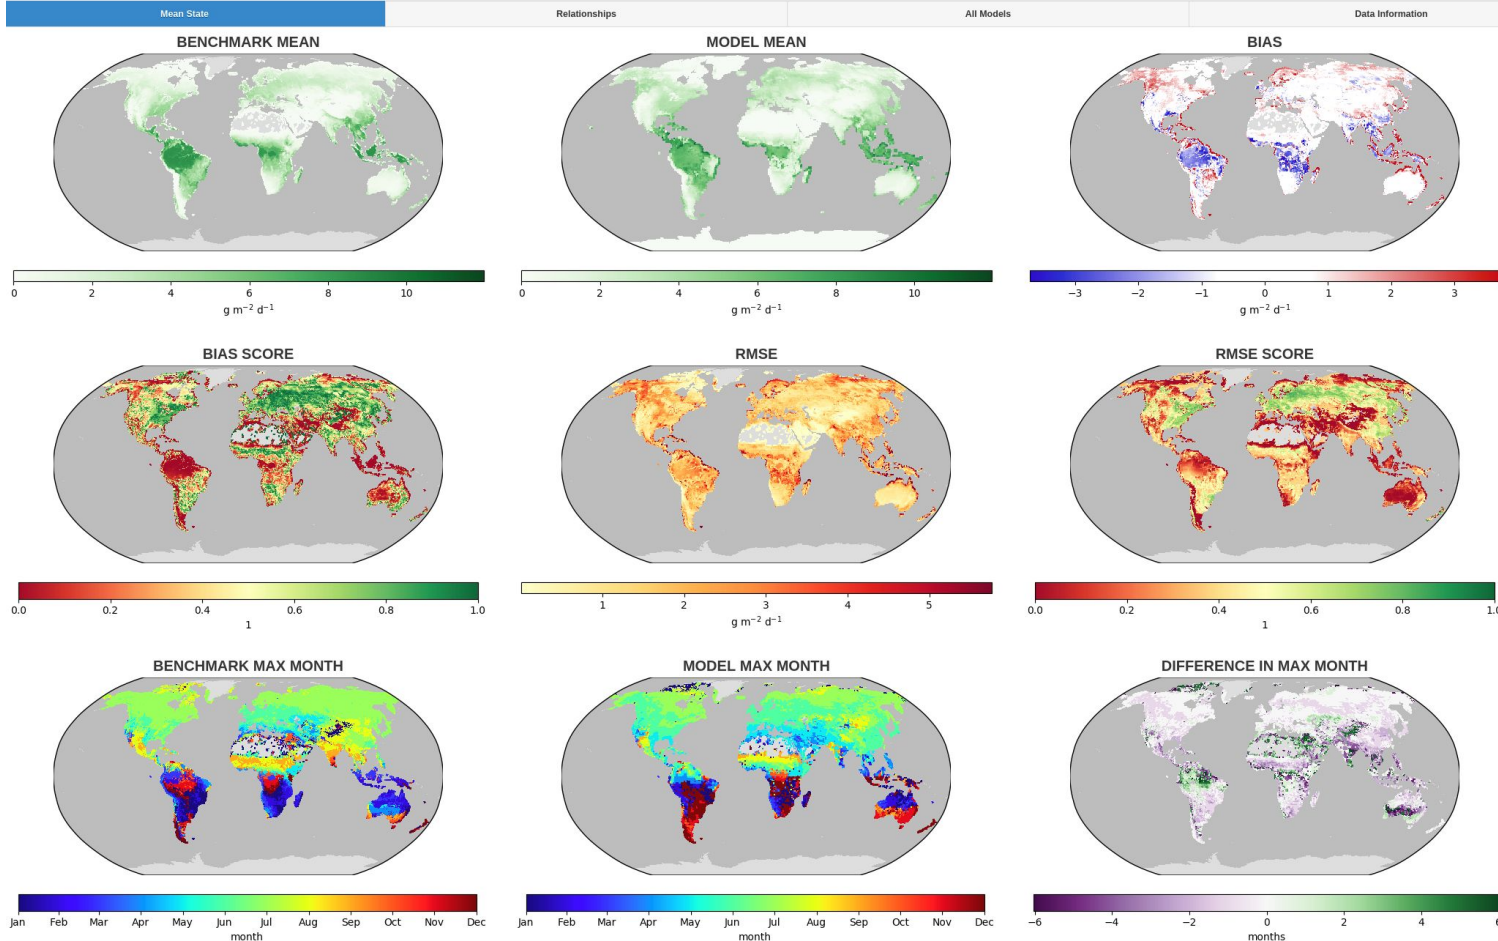 Mean State Relationships All Models Data Information
BENCHMARK MEAN MODEL MEAN BIAS
0 2 4 6 8 10 0 2 4 6 8 10 −3 −2 −1 0 1 2 3
g m⁻² d⁻¹ g m⁻² d⁻¹ g m⁻² d⁻¹
BIAS SCORE RMSE RMSE SCORE
0.0 0.2 0.4 0.6 0.8 1.0 1 2 3 4 5 0.0 0.2 0.4 0.6 0.8 1.0
1 g m⁻² d⁻¹ 1
BENCHMARK MAX MONTH MODEL MAX MONTH DIFFERENCE IN MAX MONTH
Jan Feb Mar Apr May Jun Jul Aug Sep Oct Nov Dec Jan Feb Mar Apr May Jun Jul Aug Sep Oct Nov Dec −6 −4 −2 0 2 4 6
month month months